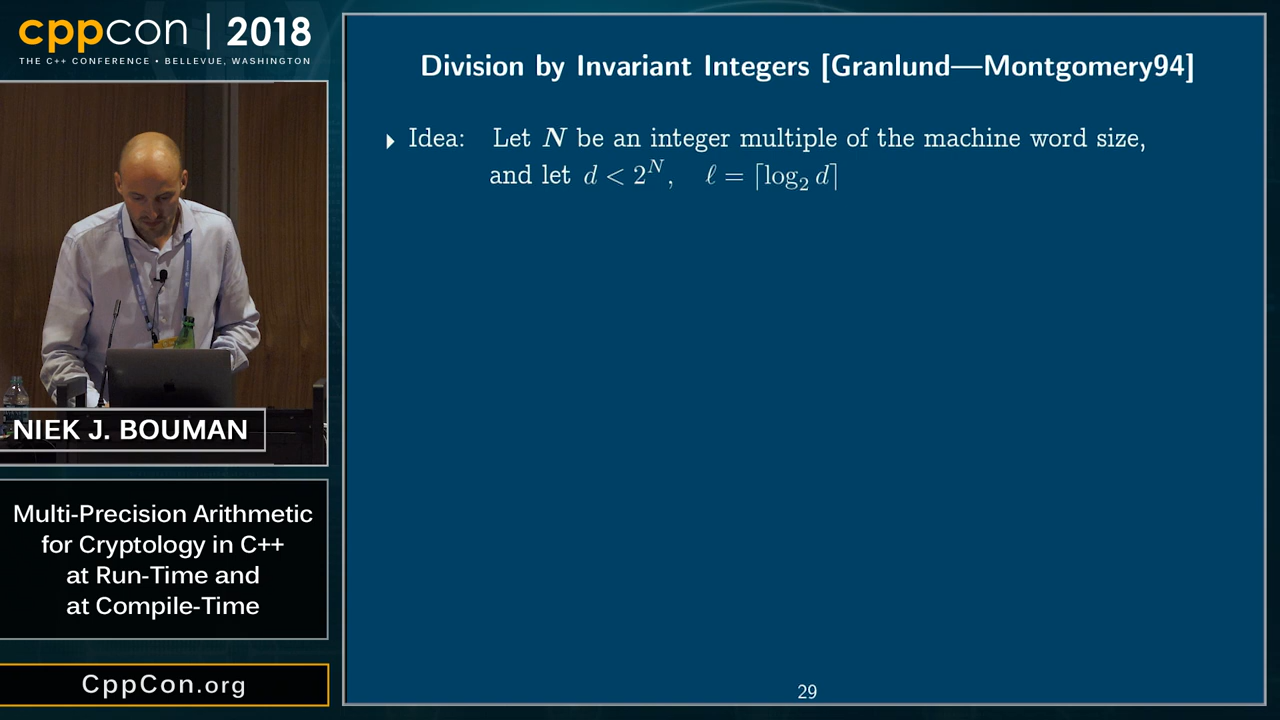 cppcon | 2018
THE C++ CONFERENCE • BELLEVUE, WASHINGTON
NIEK J. BOUMAN
Multi-Precision Arithmetic
for Cryptology in C++
at Run-Time and
at Compile-Time
CppCon.org
Division by Invariant Integers [Granlund—Montgomery94]
Idea: Let N be an integer multiple of the machine word size,
and let d < 2^N, ℓ = ⌈log₂ d⌉
29